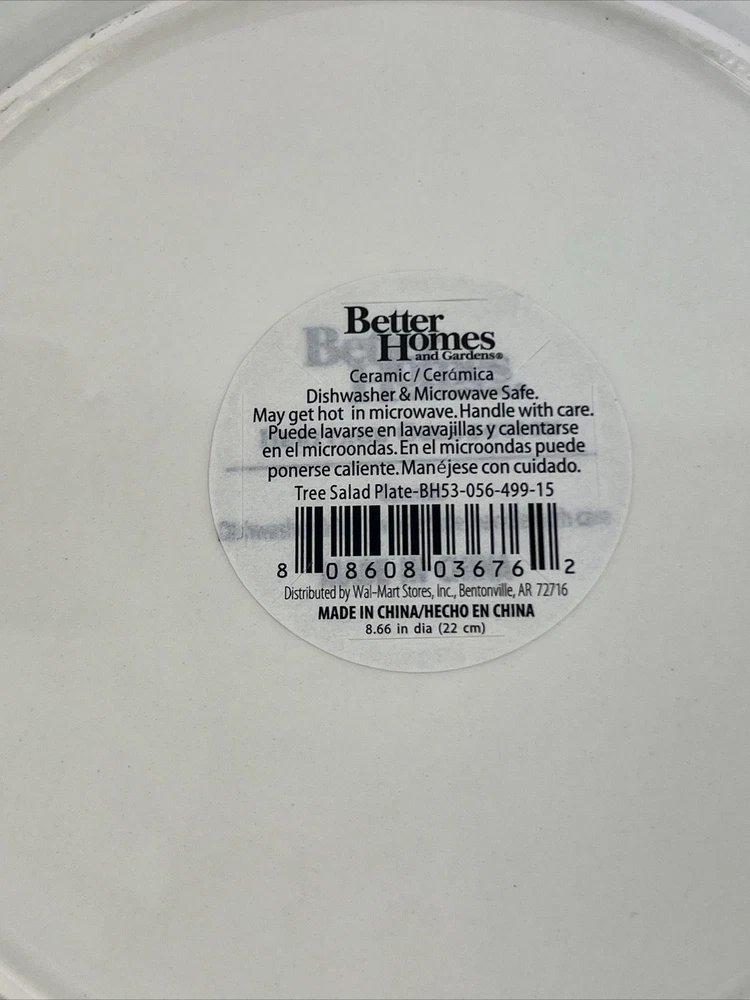 Better
Homes
and Gardens®
Ceramic / Cerámica
Dishwasher & Microwave Safe.
May get hot in microwave. Handle with care.
Puede lavarse en lavavajillas y calentarse
en el microondas. En el microondas puede
ponerse caliente. Manéjese con cuidado.
Tree Salad Plate-BH53-056-499-15
8 08608 03676 2
Distributed by Wal-Mart Stores, Inc., Bentonville, AR 72716
MADE IN CHINA/HECHO EN CHINA
8.66 in dia (22 cm)